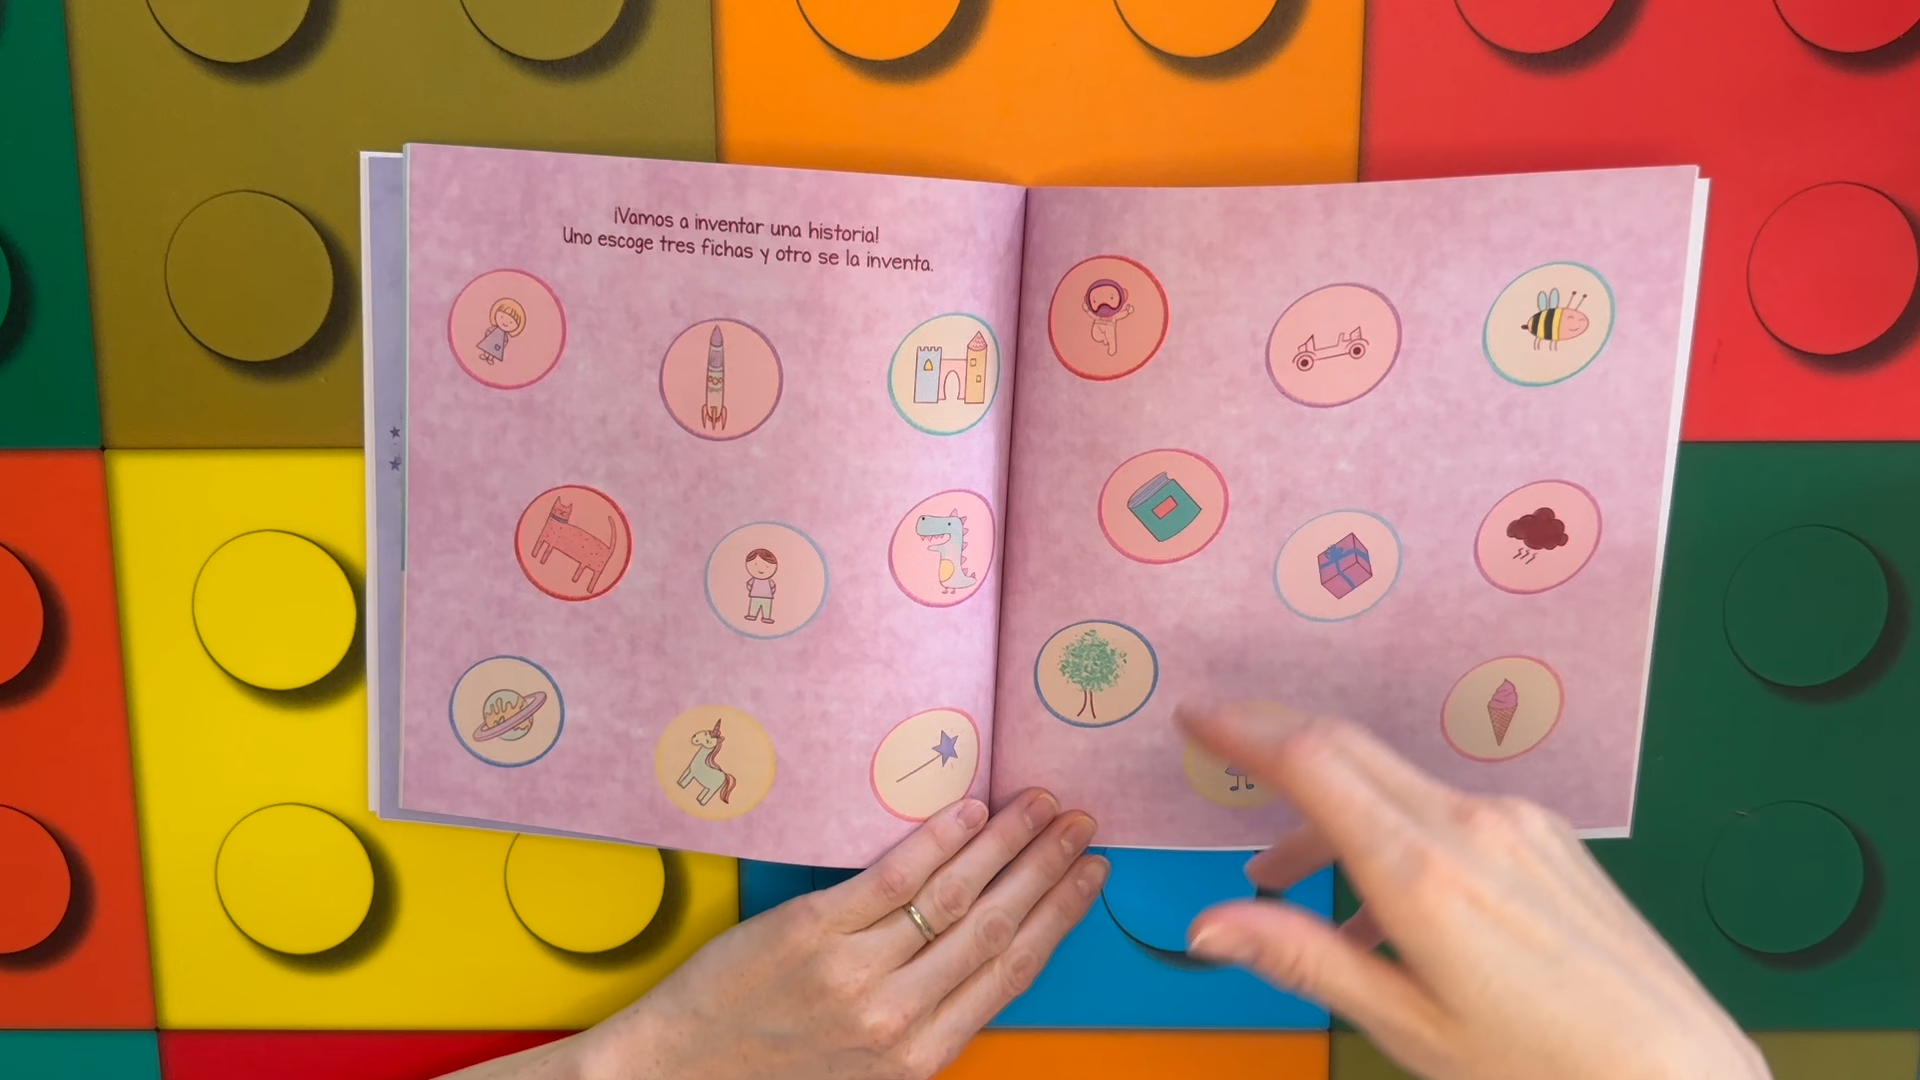 ¡Vamos a inventar una historia!
Uno escoge tres fichas y otro se la inventa.